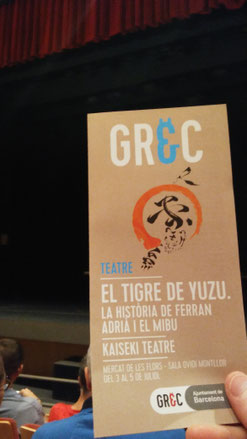 GR&C
TEATRE
EL TIGRE DE YUZU.
LA HISTÒRIA DE FERRAN
ADRIÀ I EL MIBU
KAISEKI TEATRE
MERCAT DE LES FLORS - SALA OVIDI MONTLLOR
DEL 3 AL 5 DE JULIOL
GR&C
Ajuntament de
Barcelona